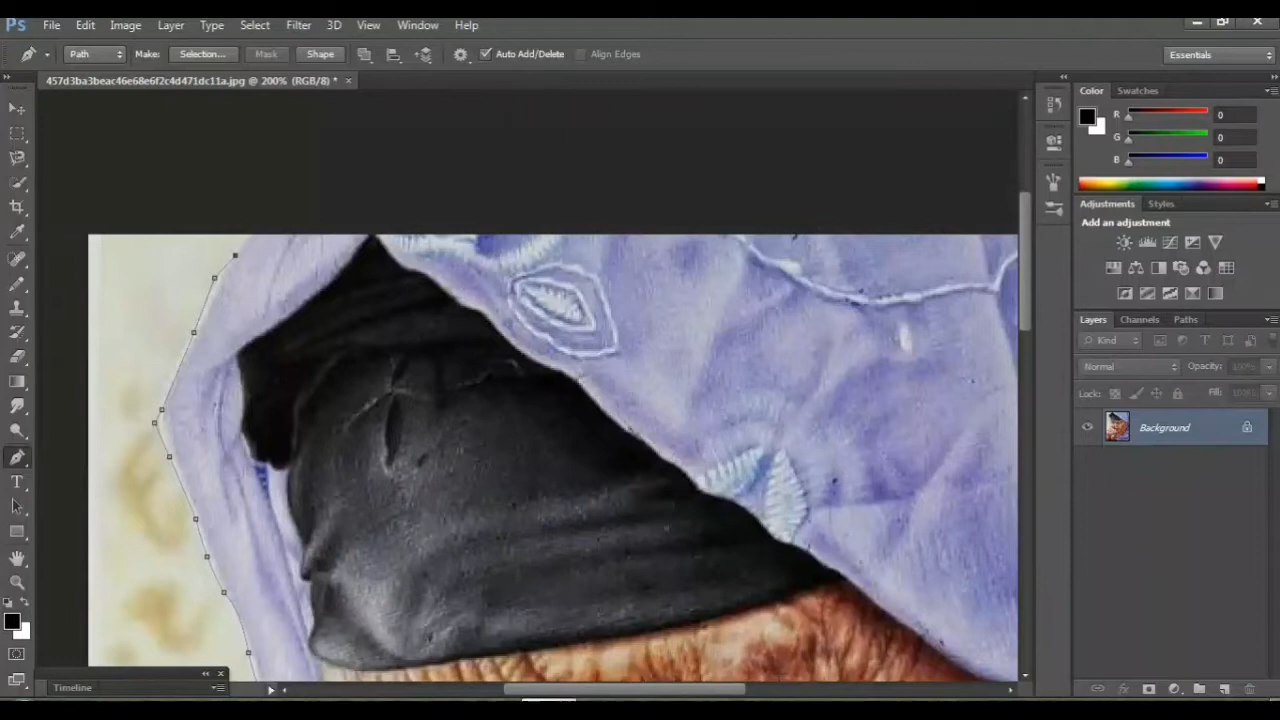 Ps File Edit Image Layer Type Select Filter 3D View Window Help
Path Make: Selection... Mask Shape Auto Add/Delete Align Edges Essentials
457d3ba3beac46e68e6f2c4d471dc11a.jpg @ 200% (RGB/8) *
Color Swatches
R 0
G 0
B 0
Adjustments Styles
Add an adjustment
Layers Channels Paths
Kind
Normal Opacity: 100%
Lock: Fill: 100%
Background
Timeline